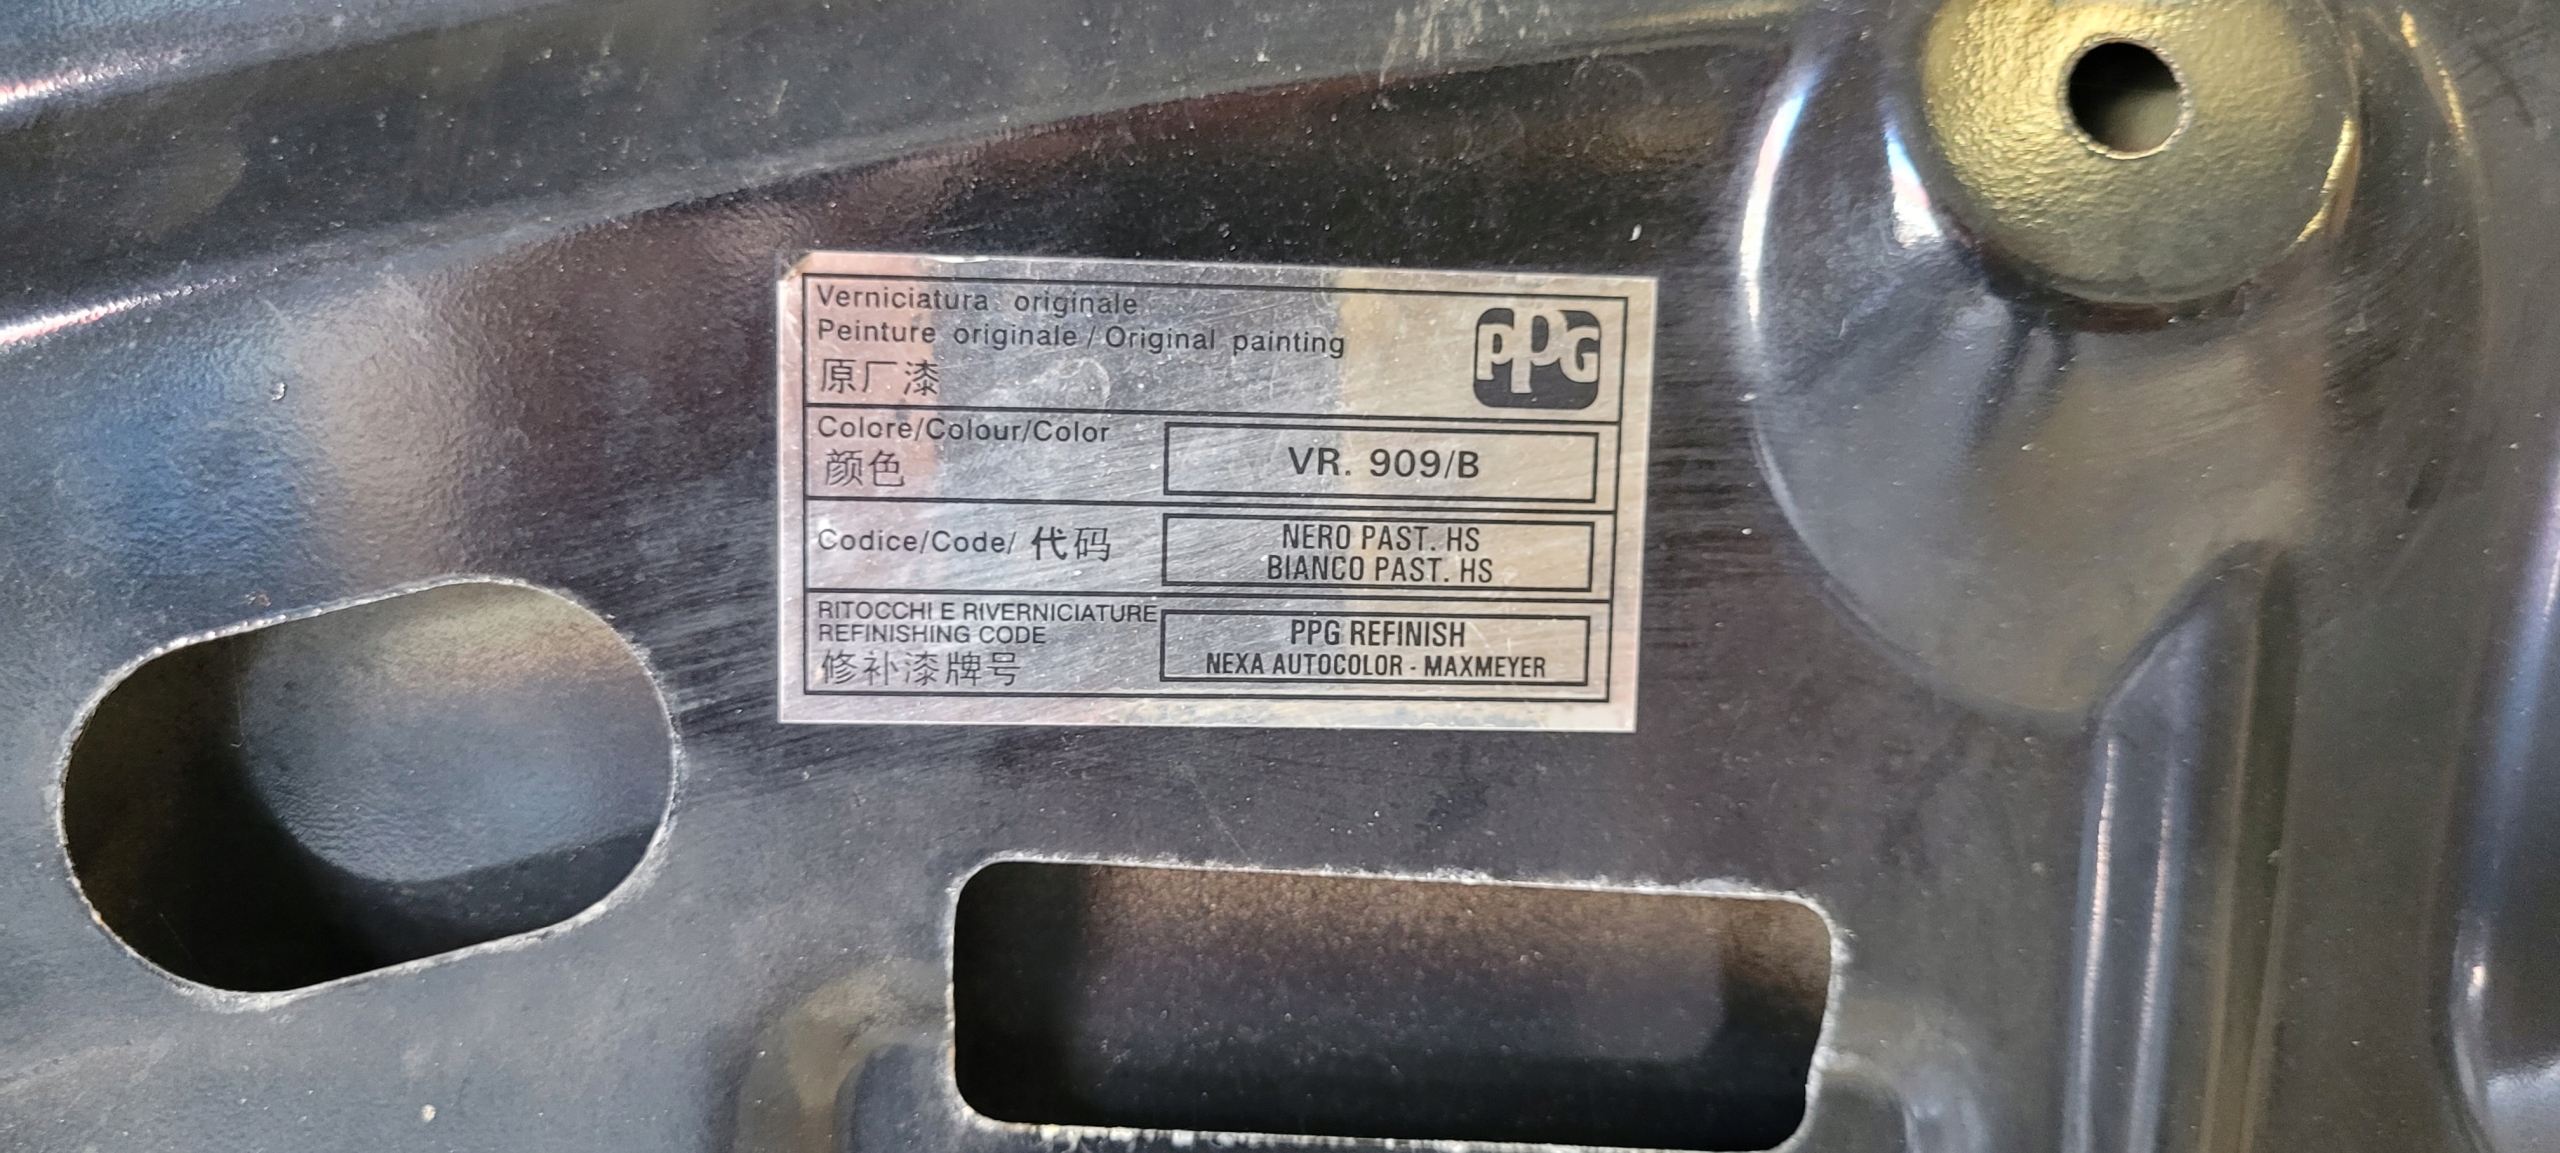 Verniciatura originale
Peinture originale / Original painting
原厂漆
PPG
Colore/Colour/Color
颜色
VR. 909/B
Codice/Code/ 代码
NERO PAST. HS
BIANCO PAST. HS
RITOCCHI E RIVERNICIATURE
REFINISHING CODE
修补漆牌号
PPG REFINISH
NEXA AUTOCOLOR - MAXMEYER